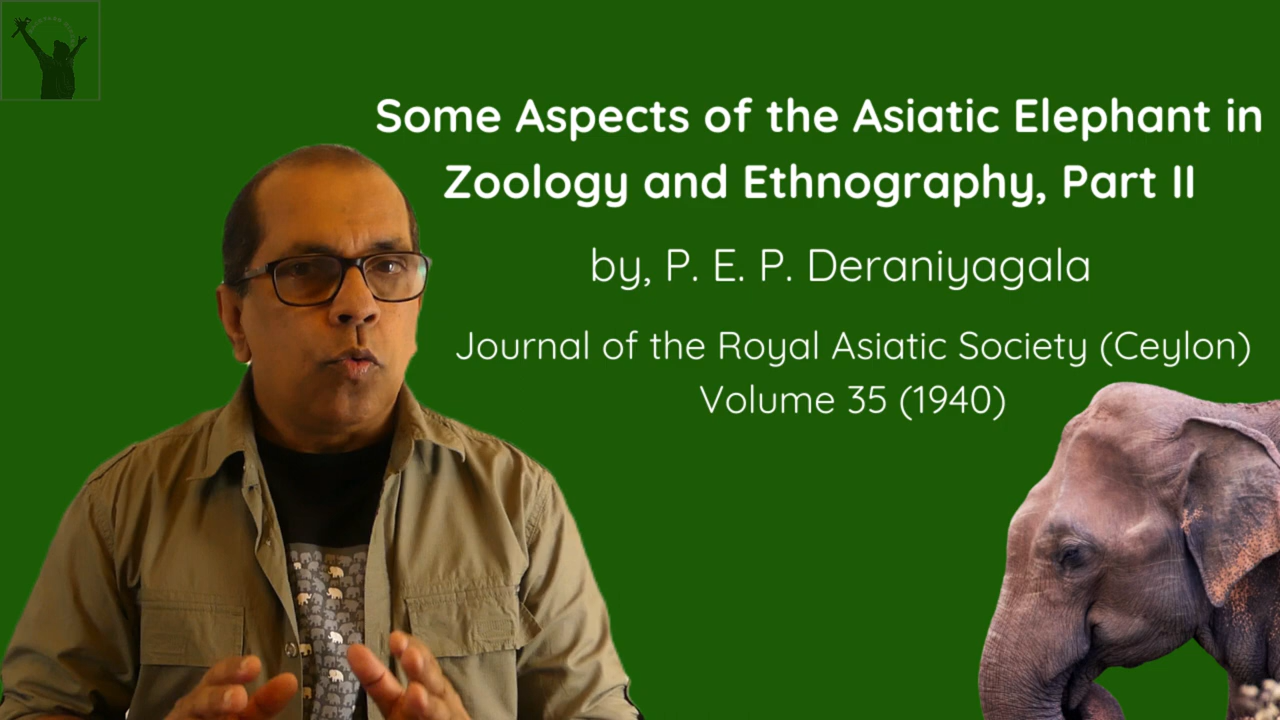 Some Aspects of the Asiatic Elephant in
Zoology and Ethnography, Part II
by, P. E. P. Deraniyagala
Journal of the Royal Asiatic Society (Ceylon)
Volume 35 (1940)